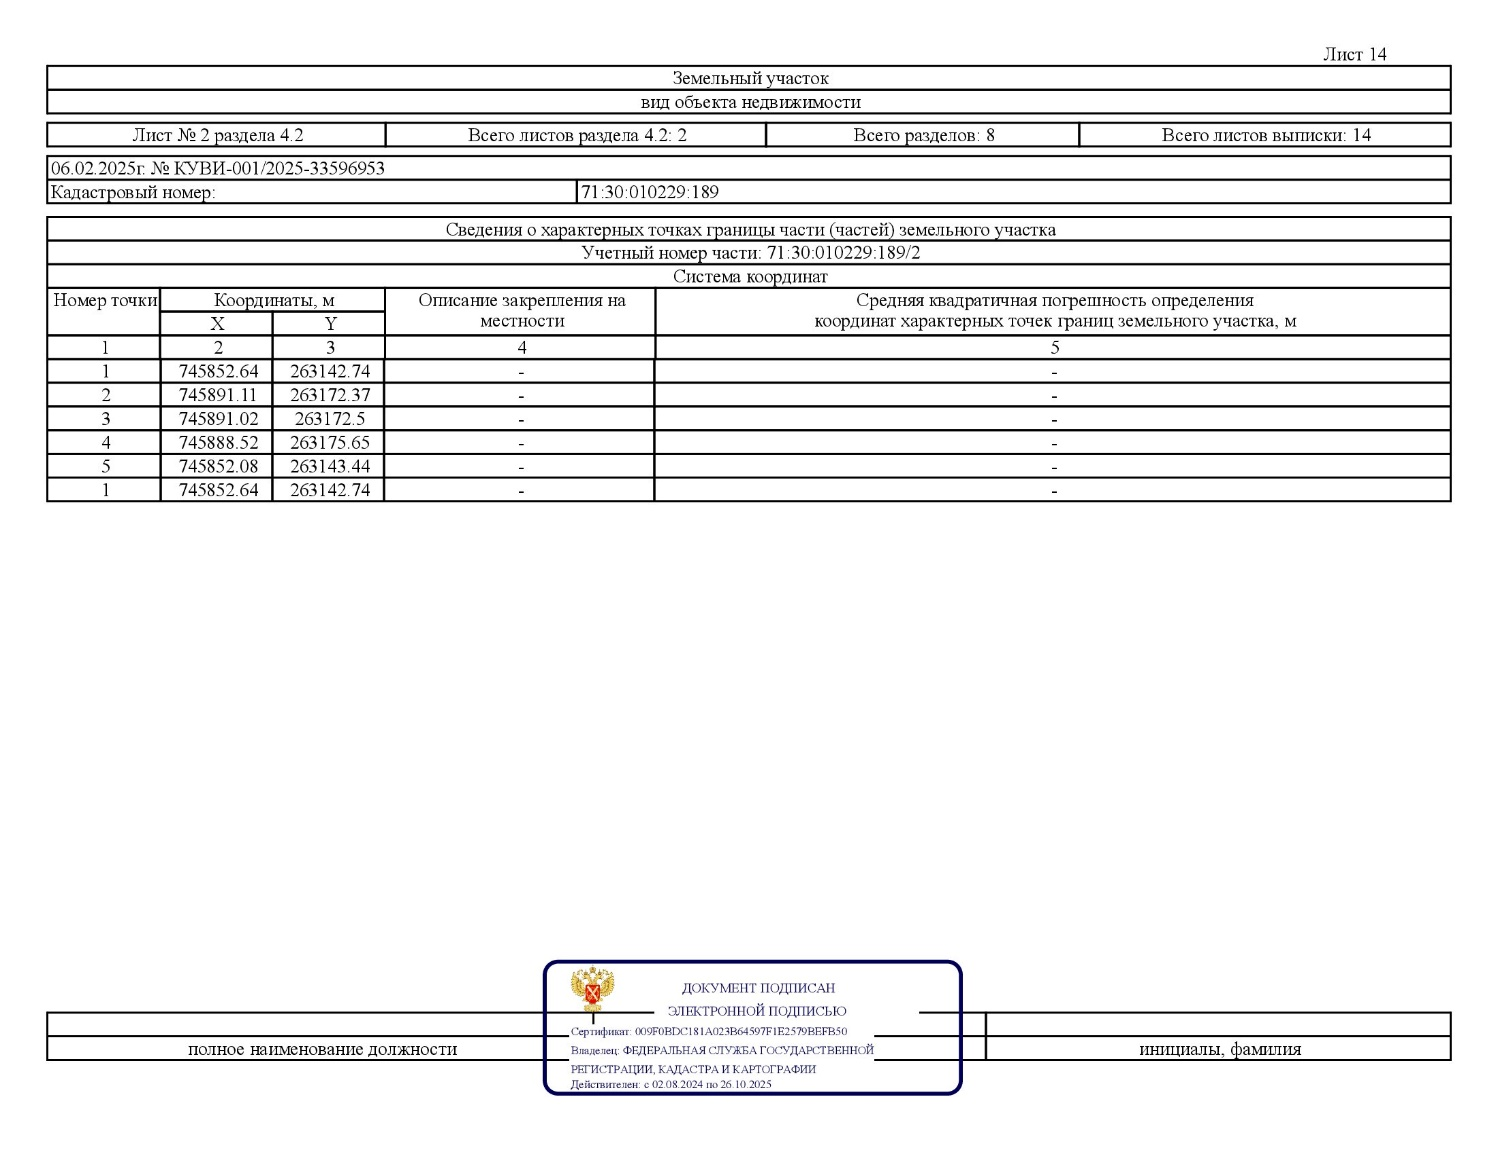 Лист 14
Земельный участок
вид объекта недвижимости
Лист № 2 раздела 4.2 Всего листов раздела 4.2: 2 Всего разделов: 8 Всего листов выписки: 14
06.02.2025г. № КУВИ-001/2025-33596953
Кадастровый номер: 71:30:010229:189
Сведения о характерных точках границы части (частей) земельного участка
Учетный номер части: 71:30:010229:189/2
Система координат
Номер точки Координаты, м Описание закрепления на местности Средняя квадратичная погрешность определения координат характерных точек границ земельного участка, м
X Y
1 2 3 4 5
1 745852.64 263142.74 - -
2 745891.11 263172.37 - -
3 745891.02 263172.5 - -
4 745888.52 263175.65 - -
5 745852.08 263143.44 - -
1 745852.64 263142.74 - -
ДОКУМЕНТ ПОДПИСАН
ЭЛЕКТРОННОЙ ПОДПИСЬЮ
Сертификат: 009F0BDC181A023B64597F1E2579BEFB50
Владелец: ФЕДЕРАЛЬНАЯ СЛУЖБА ГОСУДАРСТВЕННОЙ
РЕГИСТРАЦИИ, КАДАСТРА И КАРТОГРАФИИ
Действителен: с 02.08.2024 по 26.10.2025
полное наименование должности инициалы, фамилия